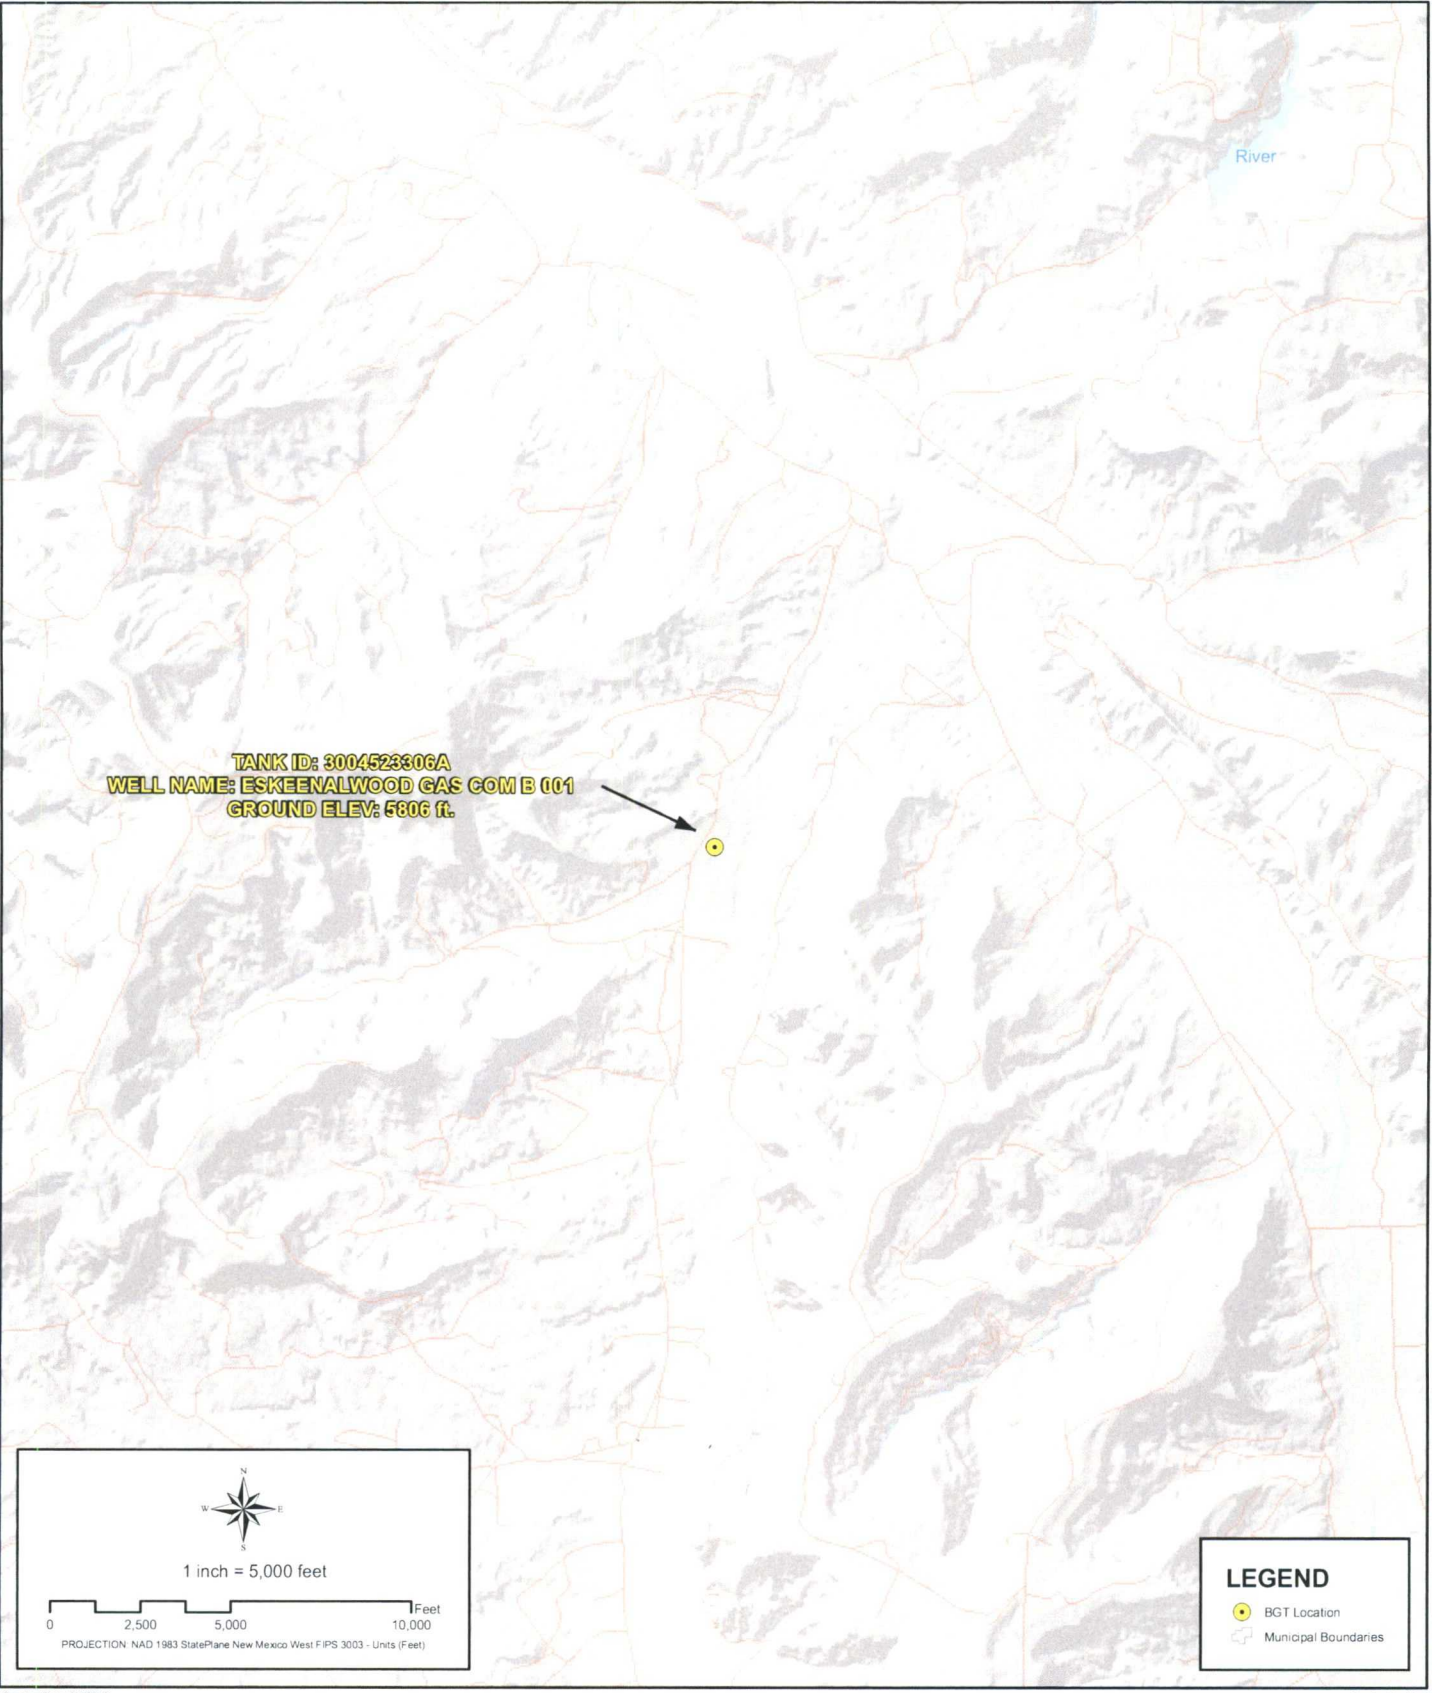 River
TANK ID: 3004523306A
WELL NAME: ESKEENALWOOD GAS COM B 001
GROUND ELEV: 5806 ft.
N
W E
S
1 inch = 5,000 feet
Feet
0 2,500 5,000 10,000
PROJECTION: NAD 1983 StatePlane New Mexico West FIPS 3003 - Units (Feet)
LEGEND
BGT Location
Municipal Boundaries